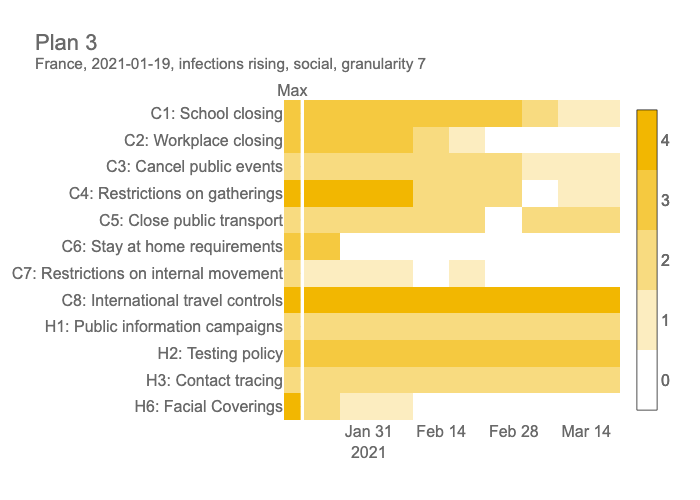 Plan 3
France, 2021-01-19, infections rising, social, granularity 7
Max
C1: School closing
C2: Workplace closing
C3: Cancel public events
C4: Restrictions on gatherings
C5: Close public transport
C6: Stay at home requirements
C7: Restrictions on internal movement
C8: International travel controls
H1: Public information campaigns
H2: Testing policy
H3: Contact tracing
H6: Facial Coverings
4
3
2
1
0
Jan 31 Feb 14 Feb 28 Mar 14
2021